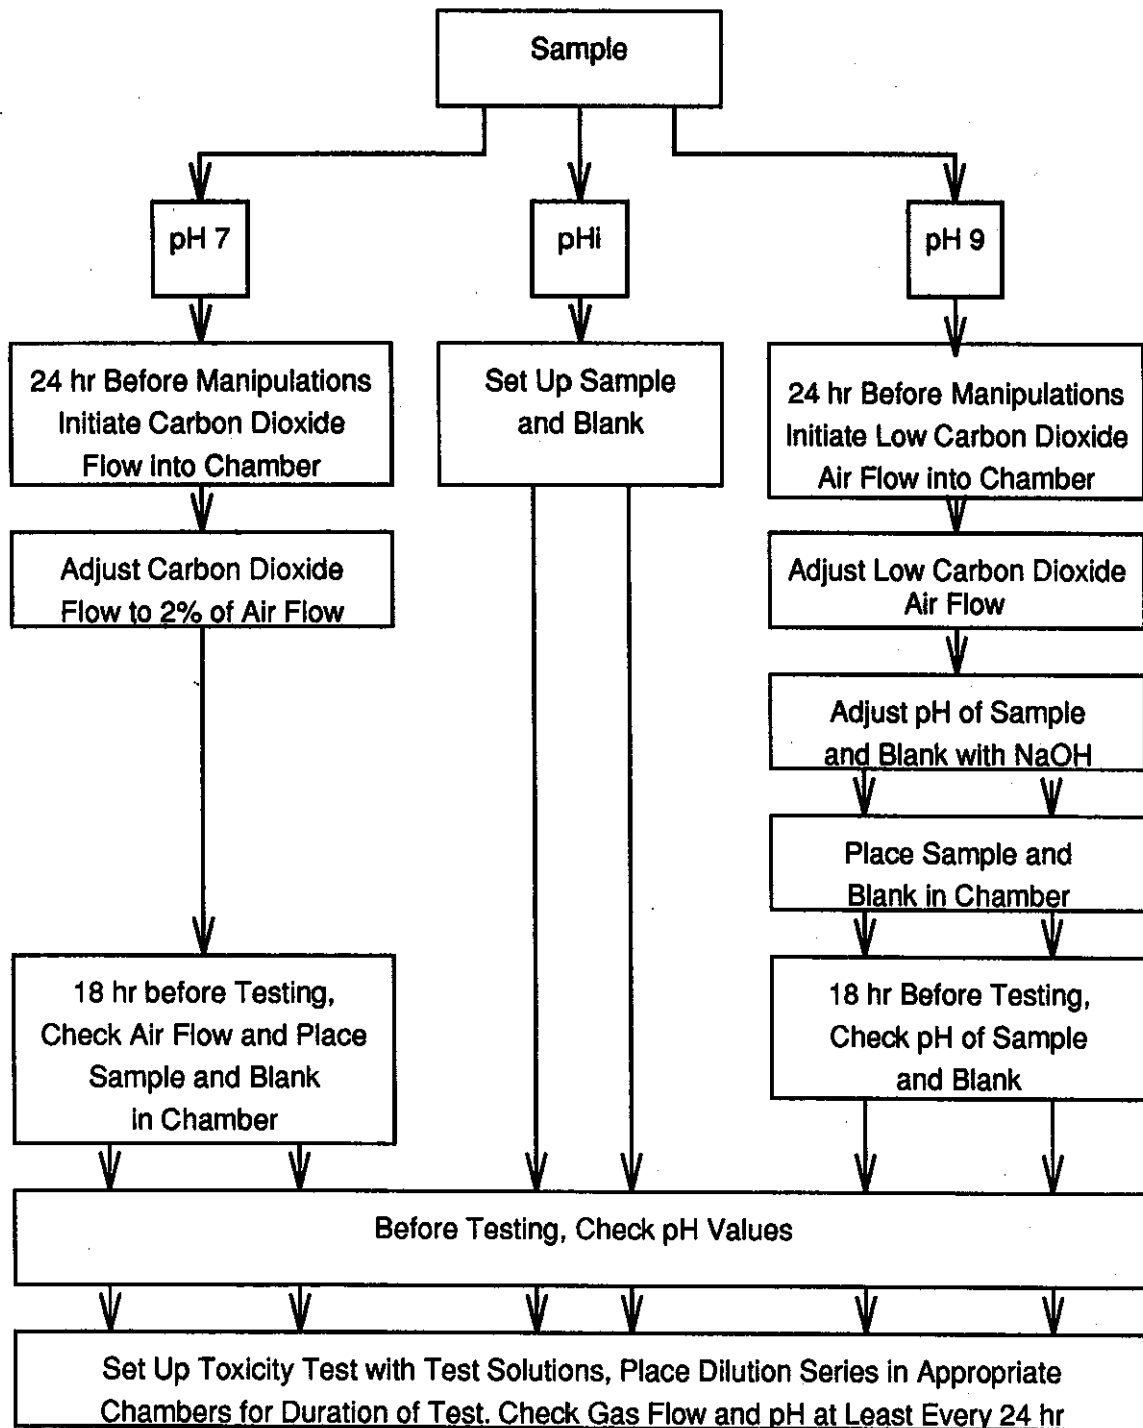 Sample
pH 7
pHi
pH 9
24 hr Before Manipulations
Initiate Carbon Dioxide
Flow into Chamber
Set Up Sample
and Blank
24 hr Before Manipulations
Initiate Low Carbon Dioxide
Air Flow into Chamber
Adjust Carbon Dioxide
Flow to 2% of Air Flow
Adjust Low Carbon Dioxide
Air Flow
Adjust pH of Sample
and Blank with NaOH
Place Sample and
Blank in Chamber
18 hr before Testing,
Check Air Flow and Place
Sample and Blank
in Chamber
18 hr Before Testing,
Check pH of Sample
and Blank
Before Testing, Check pH Values
Set Up Toxicity Test with Test Solutions, Place Dilution Series in Appropriate
Chambers for Duration of Test. Check Gas Flow and pH at Least Every 24 hr